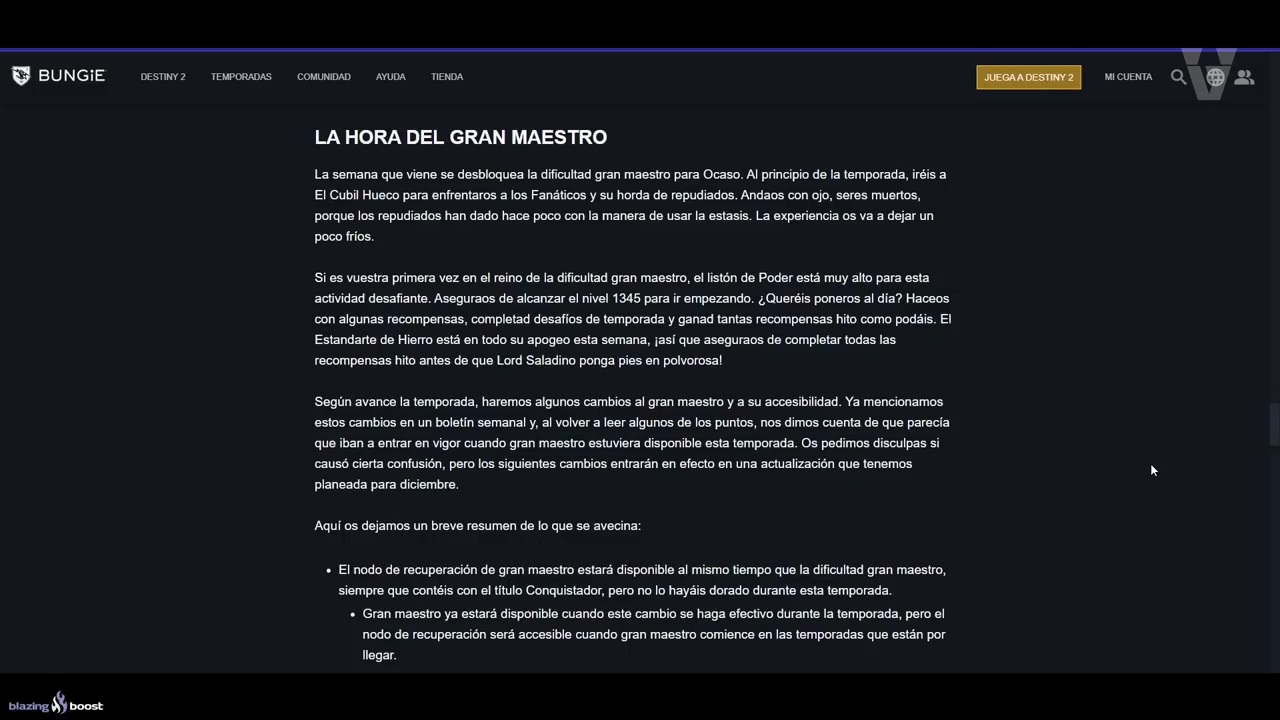 BUNGiE
DESTINY 2
TEMPORADAS
COMUNIDAD
AYUDA
TIENDA
JUEGA A DESTINY 2
MI CUENTA
LA HORA DEL GRAN MAESTRO
La semana que viene se desbloquea la dificultad gran maestro para Ocaso. Al principio de la temporada, iréis a
El Cubil Hueco para enfrentaros a los Fanáticos y su horda de repudiados. Andaos con ojo, seres muertos,
porque los repudiados han dado hace poco con la manera de usar la estasis. La experiencia os va a dejar un
poco fríos.
Si es vuestra primera vez en el reino de la dificultad gran maestro, el listón de Poder está muy alto para esta
actividad desafiante. Aseguraos de alcanzar el nivel 1345 para ir empezando. ¿Queréis poneros al día? Haceos
con algunas recompensas, completad desafíos de temporada y ganad tantas recompensas hito como podáis. El
Estandarte de Hierro está en todo su apogeo esta semana, ¡así que aseguraos de completar todas las
recompensas hito antes de que Lord Saladino ponga pies en polvorosa!
Según avance la temporada, haremos algunos cambios al gran maestro y a su accesibilidad. Ya mencionamos
estos cambios en un boletín semanal y, al volver a leer algunos de los puntos, nos dimos cuenta de que parecía
que iban a entrar en vigor cuando gran maestro estuviera disponible esta temporada. Os pedimos disculpas si
causó cierta confusión, pero los siguientes cambios entrarán en efecto en una actualización que tenemos
planeada para diciembre.
Aquí os dejamos un breve resumen de lo que se avecina:
• El nodo de recuperación de gran maestro estará disponible al mismo tiempo que la dificultad gran maestro,
siempre que contéis con el título Conquistador, pero no lo hayáis dorado durante esta temporada.
• Gran maestro ya estará disponible cuando este cambio se haga efectivo durante la temporada, pero el
nodo de recuperación será accesible cuando gran maestro comience en las temporadas que están por
llegar.
blazing boost